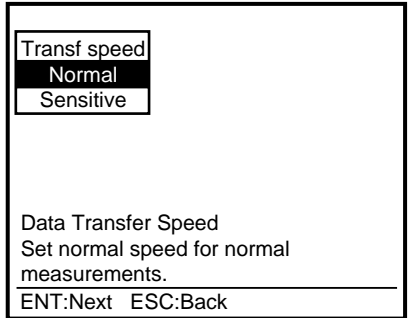 Transf speed
Normal
Sensitive
Data Transfer Speed
Set normal speed for normal
measurements.
ENT:Next ESC:Back